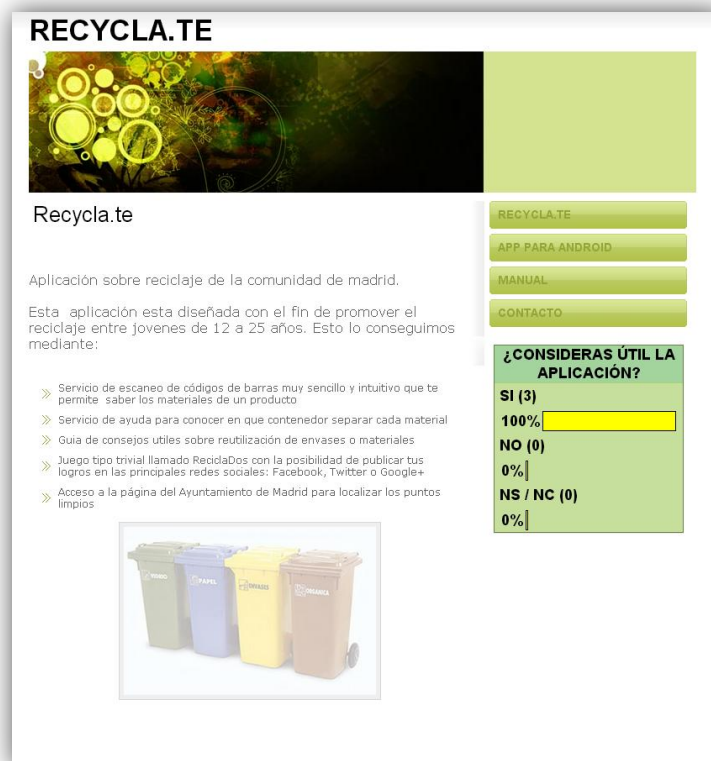 RECYCLA.TE
Recycla.te
Aplicación sobre reciclaje de la comunidad de madrid.
Esta aplicación esta diseñada con el fin de promover el
reciclaje entre jovenes de 12 a 25 años. Esto lo conseguimos
mediante:
Servicio de escaneo de códigos de barras muy sencillo y intuitivo que te
permite saber los materiales de un producto
Servicio de ayuda para conocer en que contenedor separar cada material
Guia de consejos utiles sobre reutilización de envases o materiales
Juego tipo trivial llamado ReciclaDos con la posibilidad de publicar tus
logros en las principales redes sociales: Facebook, Twitter o Google+
Acceso a la página del Ayuntamiento de Madrid para localizar los puntos
limpios
VIDRIO
PAPEL
ENVASES
ORGANICA
RECYCLA.TE
APP PARA ANDROID
MANUAL
CONTACTO
¿CONSIDERAS ÚTIL LA
APLICACIÓN?
SI (3)
100%
NO (0)
0%
NS / NC (0)
0%